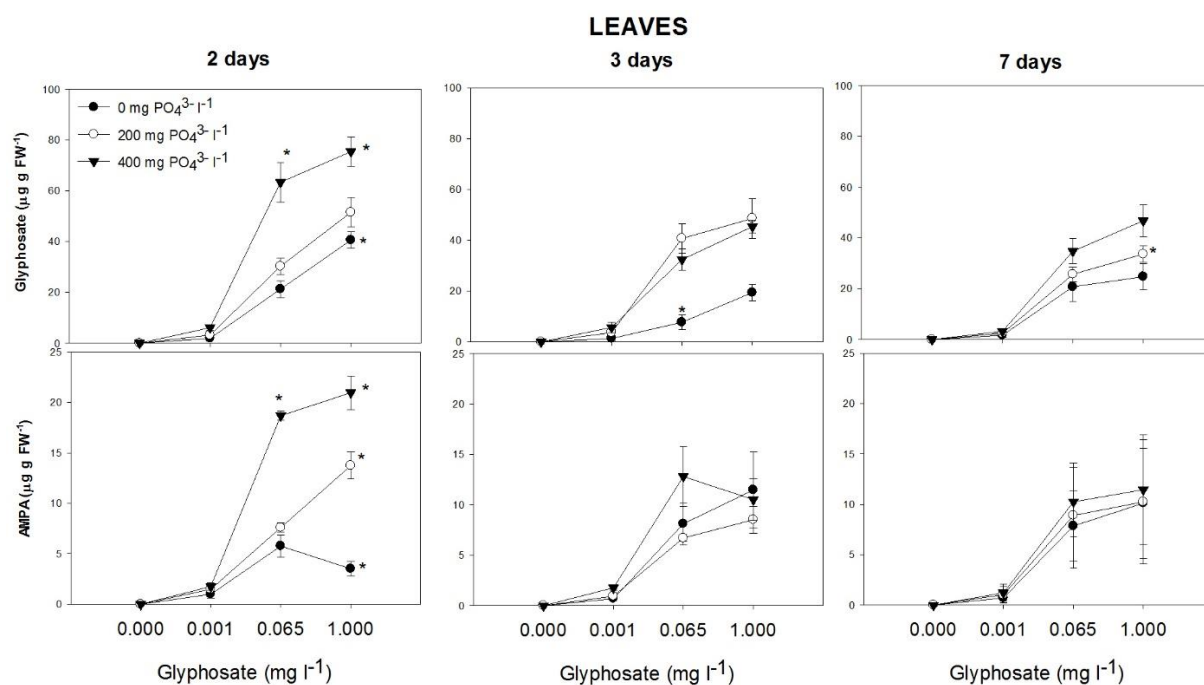 LEAVES
2 days
3 days
7 days
Glyphosate (µg g FW⁻¹)
100
80
60
40
20
0
0 mg PO₄³⁻ l⁻¹
200 mg PO₄³⁻ l⁻¹
400 mg PO₄³⁻ l⁻¹
* *
*
100
80
60
40
20
0
*
100
80
60
40
20
0
*
AMPA (µg g FW⁻¹)
25
20
15
10
5
0
* *
*
*
25
20
15
10
5
0
25
20
15
10
5
0
0.000 0.001 0.065 1.000
0.000 0.001 0.065 1.000
0.000 0.001 0.065 1.000
Glyphosate (mg l⁻¹)
Glyphosate (mg l⁻¹)
Glyphosate (mg l⁻¹)